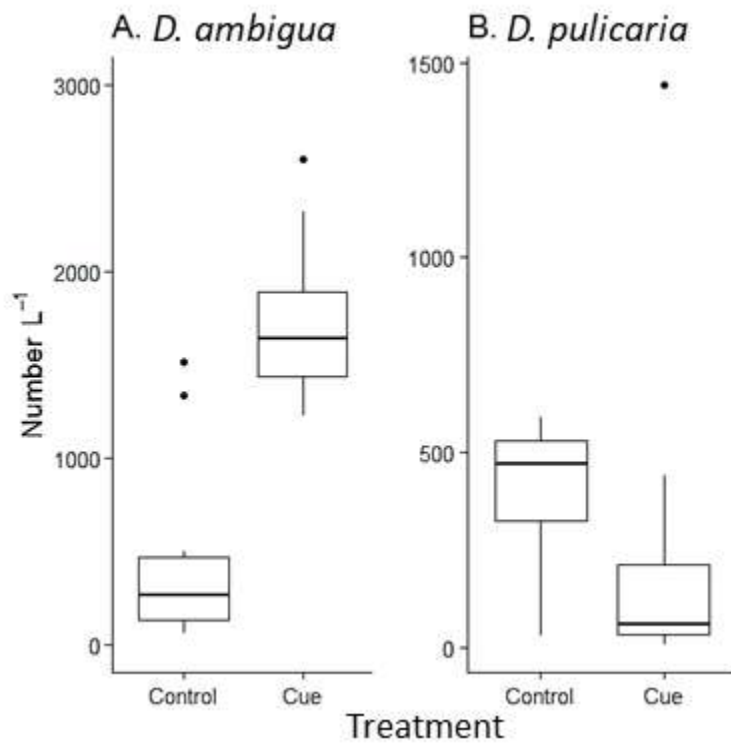 A. D. ambigua
B. D. pulicaria
Number L⁻¹
3000
2000
1000
0
1500
1000
500
0
Control Cue
Control Cue
Treatment